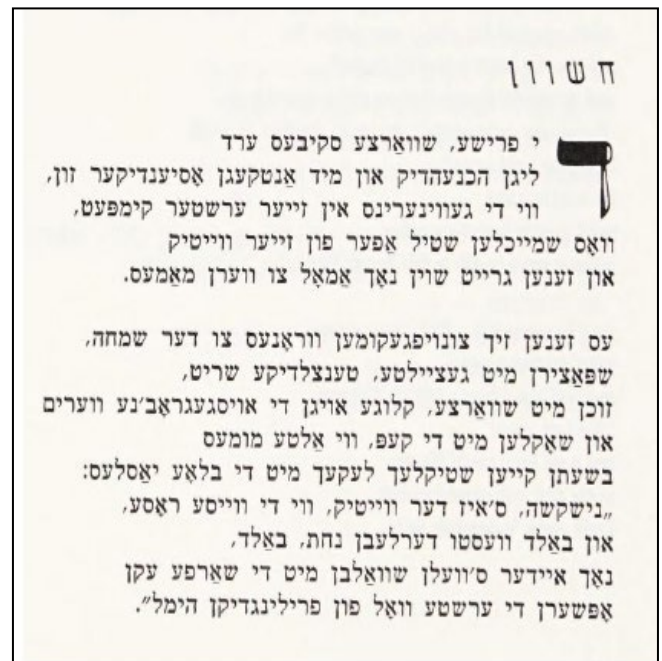 חשוון
די פרישע, שוואַרצע סקיבעס ערד
ליגן הכנעהדיק און מיד אַנטקעגן אָסיענדיקער זון,
ווי די געווינערינס אין זייער ערשטער קימפּעט,
וואָס שמייכלען שטיל אָפּער פון זייער ווייטיק
און זענען גרייט שוין נאָך אַמאָל צו ווערן מאַמעס.
עס זענען זיך צונויפגעקומען וואָראָנעס צו דער שמחה,
שפּאַצירן מיט געציילטע, טענצלדיקע שריט,
זוכן מיט שוואַרצע, קלוגע אויגן די אויסגעגראָב'נע ווערים
און שאָקלען מיט די קעפּ, ווי אַלטע מומעס
בשעתן קייען שטיקלעך לעקעך מיט די בלאָע יאַסלעס:
„נישקשה, ס'איז דער ווייטיק, ווי די ווייסע ראָסע,
און באַלד וועסטו דערלעבן נחת, באַלד,
נאָך איידער ס'וועלן שוואַלבן מיט די שאַרפע עקן
אָפּשערן די ערשטע וואָל פון פרילינגדיקן הימל".